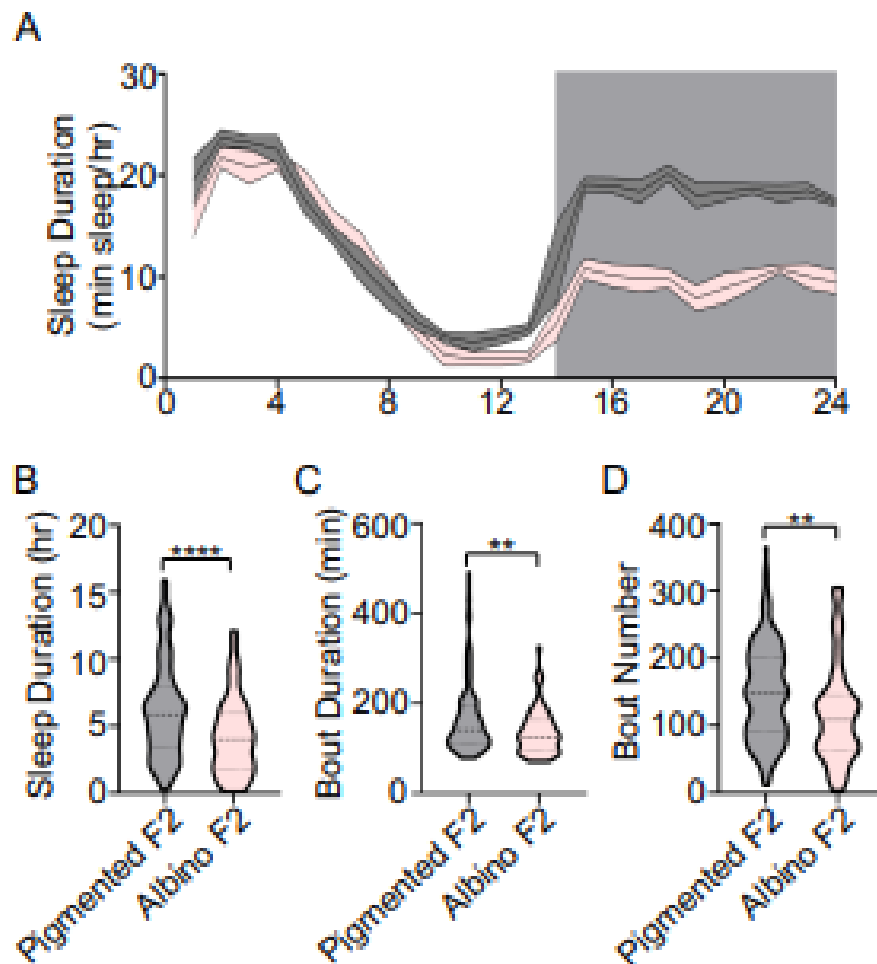 A
Sleep Duration
(min sleep/hr)
30
20
10
0
0 4 8 12 16 20 24
B
Sleep Duration (hr)
20
15
10
5
0
****
Pigmented F2
Albino F2
C
Bout Duration (min)
600
400
200
0
**
Pigmented F2
Albino F2
D
Bout Number
400
300
200
100
0
**
Pigmented F2
Albino F2